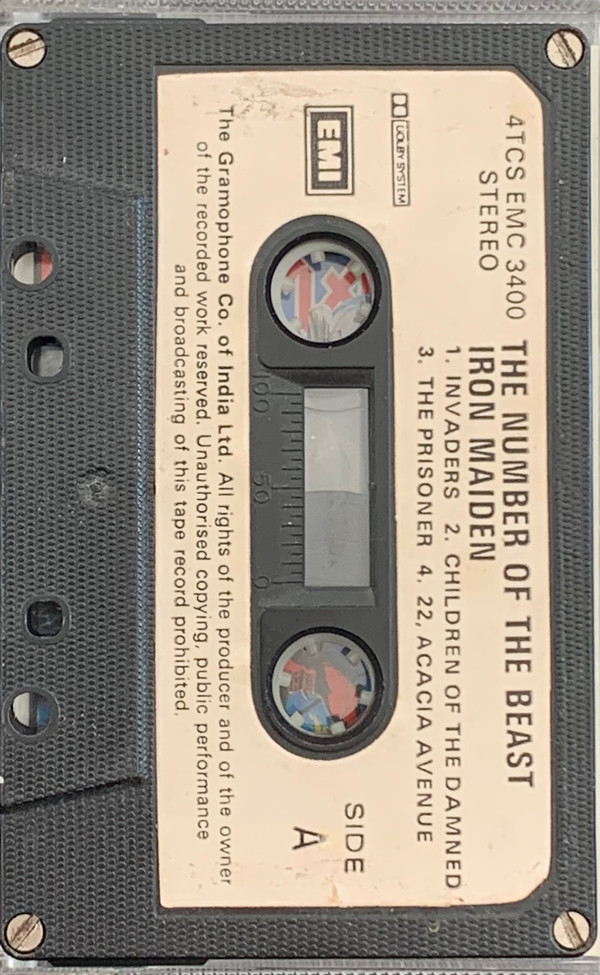 4TCS EMC 3400
STEREO
THE NUMBER OF THE BEAST
IRON MAIDEN
1. INVADERS 2. CHILDREN OF THE DAMNED
3. THE PRISONER 4. 22, ACACIA AVENUE
DOLBY SYSTEM
EMI
SIDE
A
100 50 0
The Gramophone Co. of India Ltd. All rights of the producer and of the owner
of the recorded work reserved. Unauthorised copying, public performance
and broadcasting of this tape record prohibited.